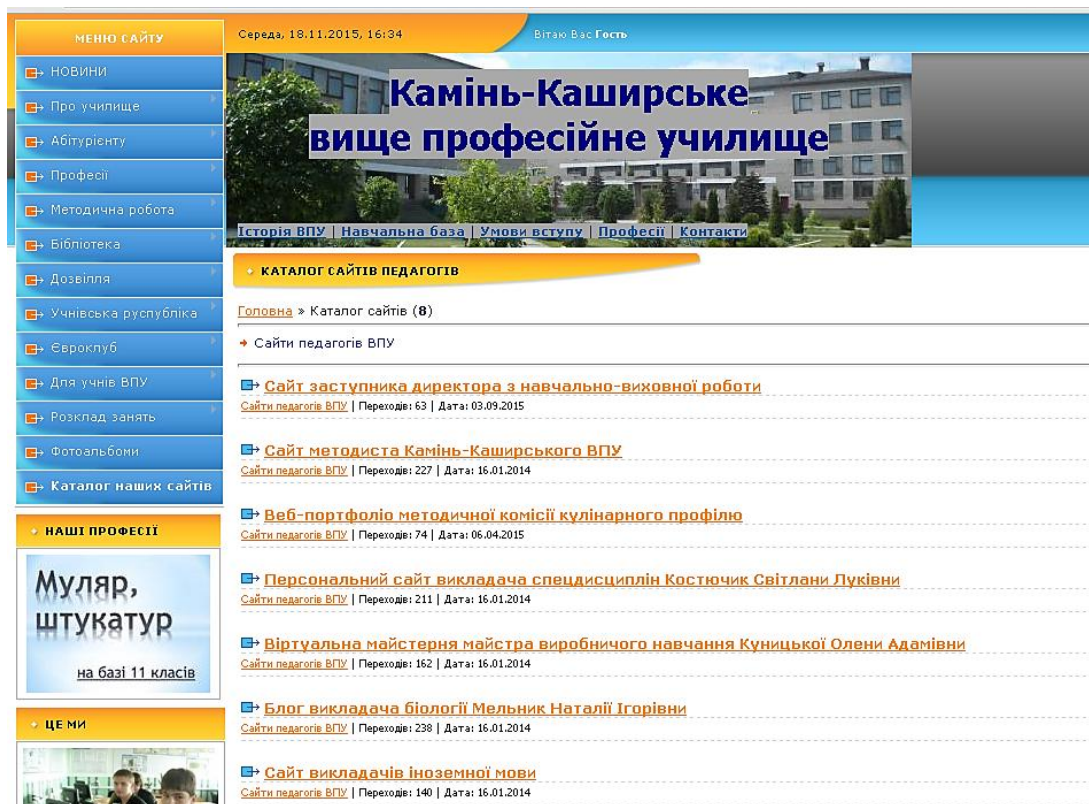 МЕНЮ САЙТУ
НОВИНИ
Про училище
Абітурієнту
Професії
Методична робота
Бібліотека
Дозвілля
Учнівська руспубліка
Євроклуб
Для учнів ВПУ
Розклад занять
Фотоальбоми
Каталог наших сайтів
НАШІ ПРОФЕСІЇ
Муляр,
штукатур
на базі 11 класів
ЦЕ МИ
Середа, 18.11.2015, 16:34
Вітаю Вас Гость
Камінь-Каширське
вище професійне училище
Історія ВПУ | Навчальна база | Умови вступу | Професії | Контакти
КАТАЛОГ САЙТІВ ПЕДАГОГІВ
Головна » Каталог сайтів (8)
Сайти педагогів ВПУ
Сайт заступника директора з навчально-виховної роботи
Сайти педагогів ВПУ | Переходів: 63 | Дата: 03.09.2015
Сайт методиста Камінь-Каширського ВПУ
Сайти педагогів ВПУ | Переходів: 227 | Дата: 16.01.2014
Веб-портфоліо методичної комісії кулінарного профілю
Сайти педагогів ВПУ | Переходів: 74 | Дата: 06.04.2015
Персональний сайт викладача спецдисциплін Костючик Світлани Луківни
Сайти педагогів ВПУ | Переходів: 211 | Дата: 16.01.2014
Віртуальна майстерня майстра виробничого навчання Куницької Олени Адамівни
Сайти педагогів ВПУ | Переходів: 162 | Дата: 16.01.2014
Блог викладача біології Мельник Наталії Ігорівни
Сайти педагогів ВПУ | Переходів: 238 | Дата: 16.01.2014
Сайт викладачів іноземної мови
Сайти педагогів ВПУ | Переходів: 140 | Дата: 16.01.2014